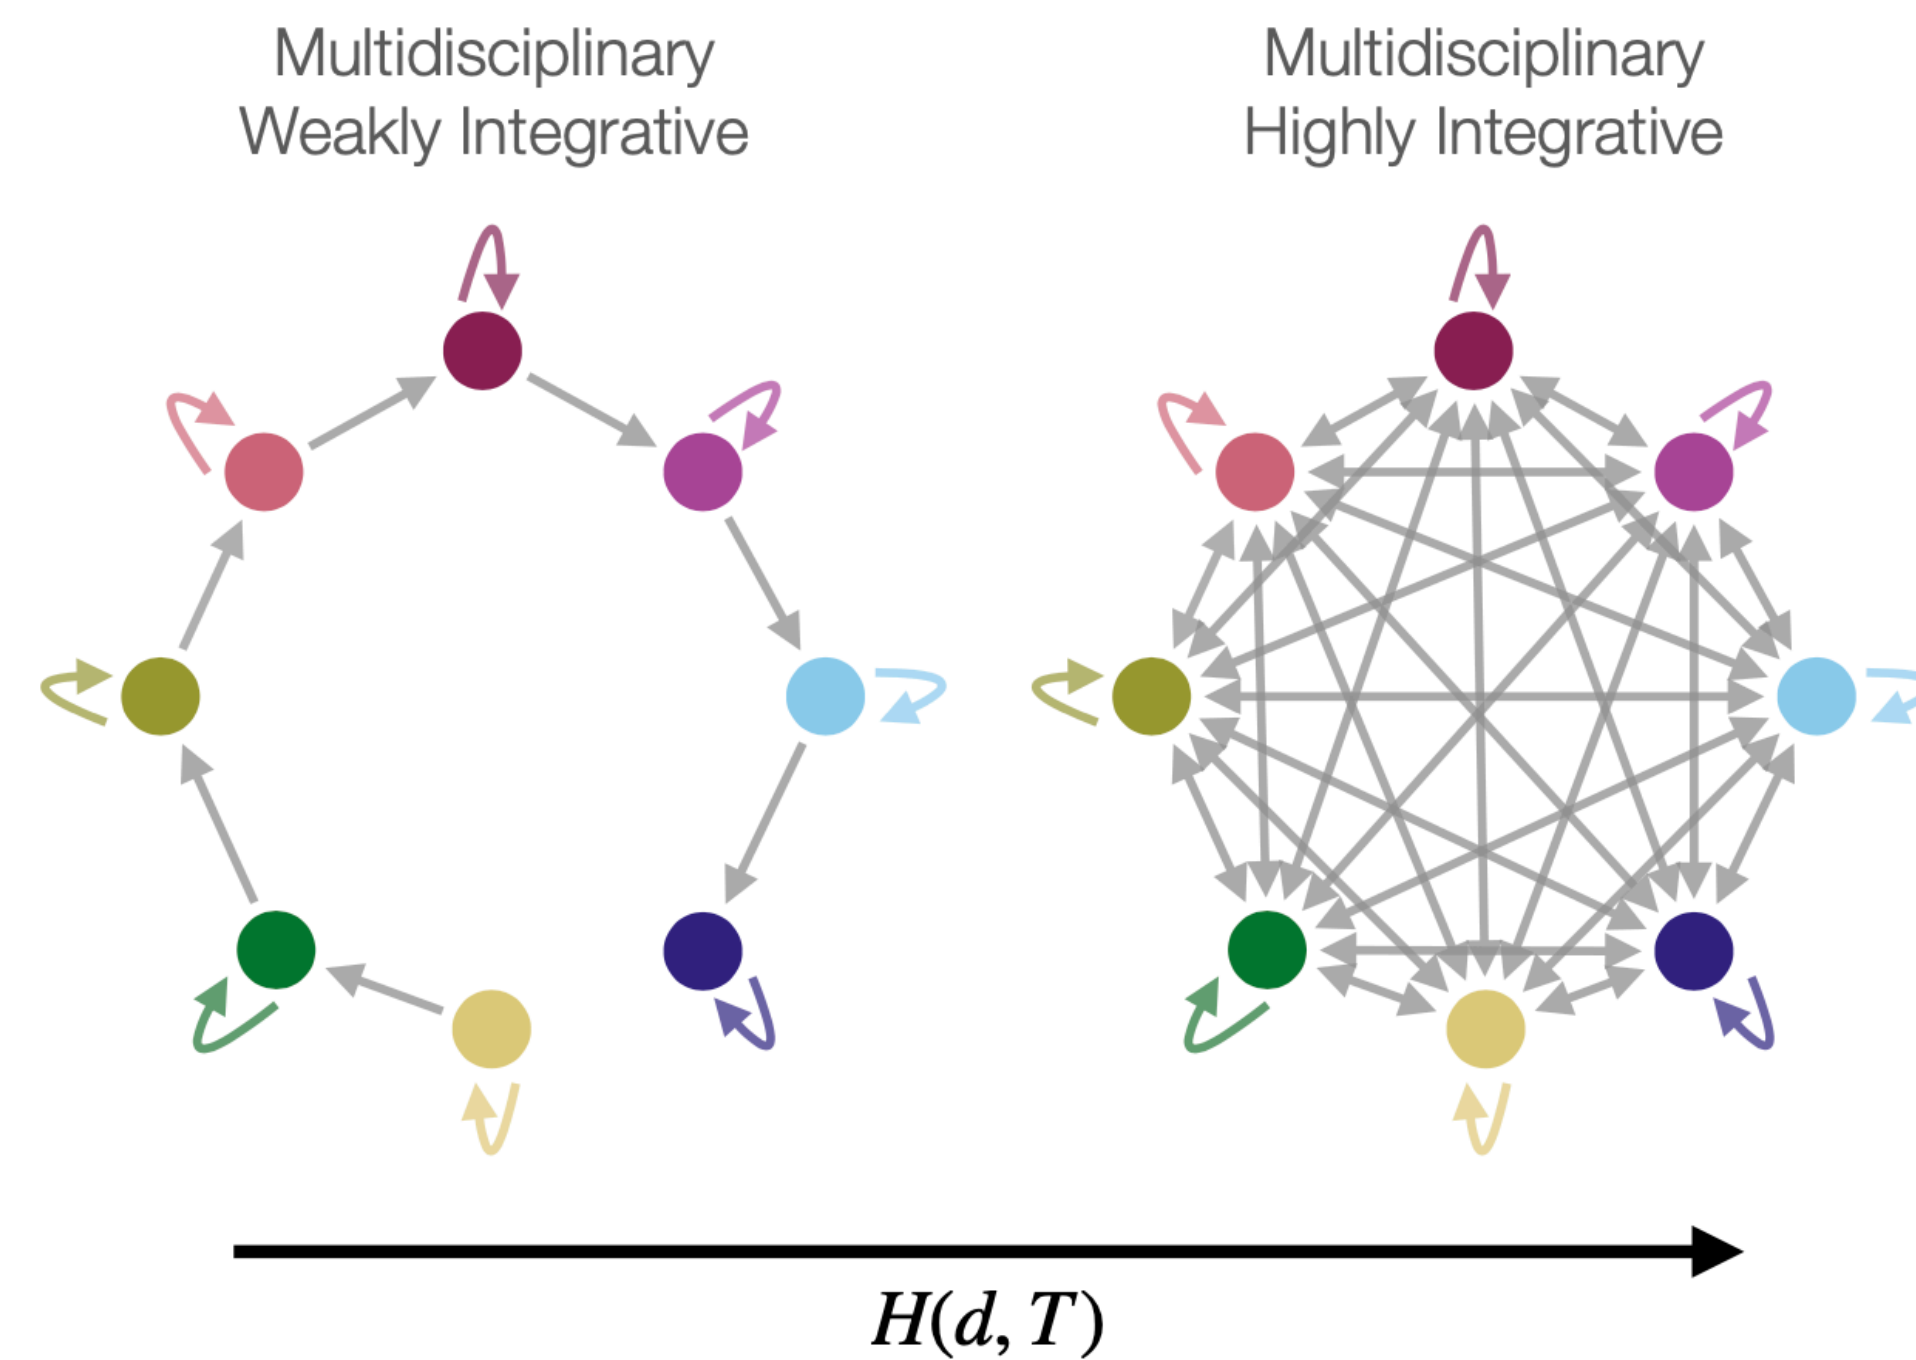 Multidisciplinary
Weakly Integrative
Multidisciplinary
Highly Integrative
H(d, T)